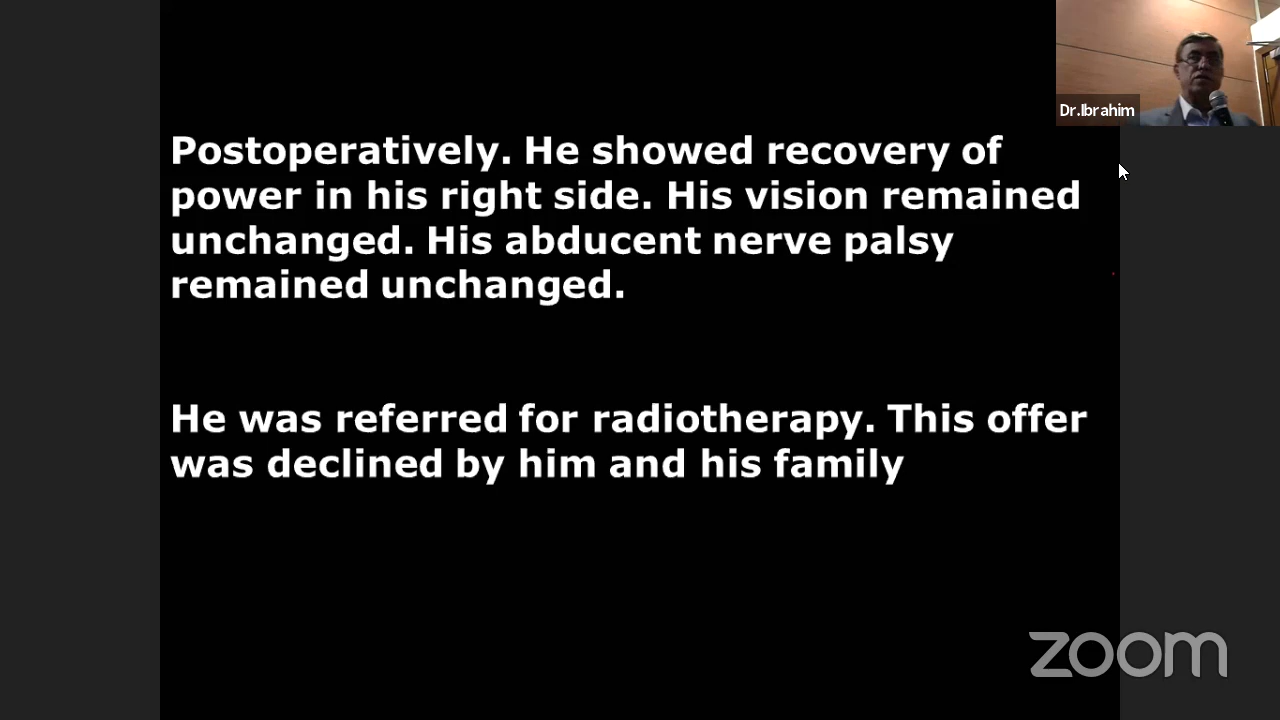 Dr.Ibrahim
Postoperatively. He showed recovery of
power in his right side. His vision remained
unchanged. His abducent nerve palsy
remained unchanged.
He was referred for radiotherapy. This offer
was declined by him and his family
zoom